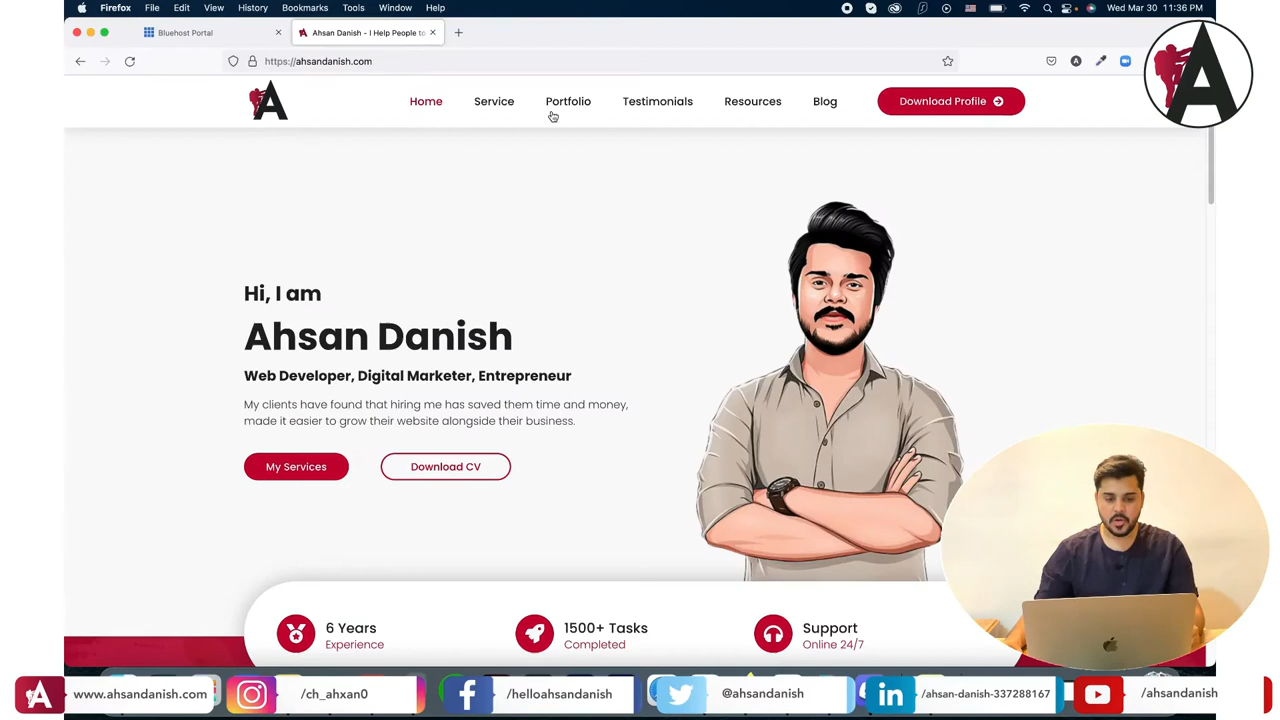 Firefox File Edit View History Bookmarks Tools Window Help Wed Mar 30 11:36 PM
Bluehost Portal
Ahsan Danish - I Help People to
https://ahsandanish.com
A
Home Service Portfolio Testimonials Resources Blog Download Profile
A
Hi, I am
Ahsan Danish
Web Developer, Digital Marketer, Entrepreneur
My clients have found that hiring me has saved them time and money,
made it easier to grow their website alongside their business.
My Services Download CV
6 Years 1500+ Tasks Support
Experience Completed Online 24/7
www.ahsandanish.com /ch_ahxan0 /helloahsandanish @ahsandanish /ahsan-danish-337288167 /ahsandanish